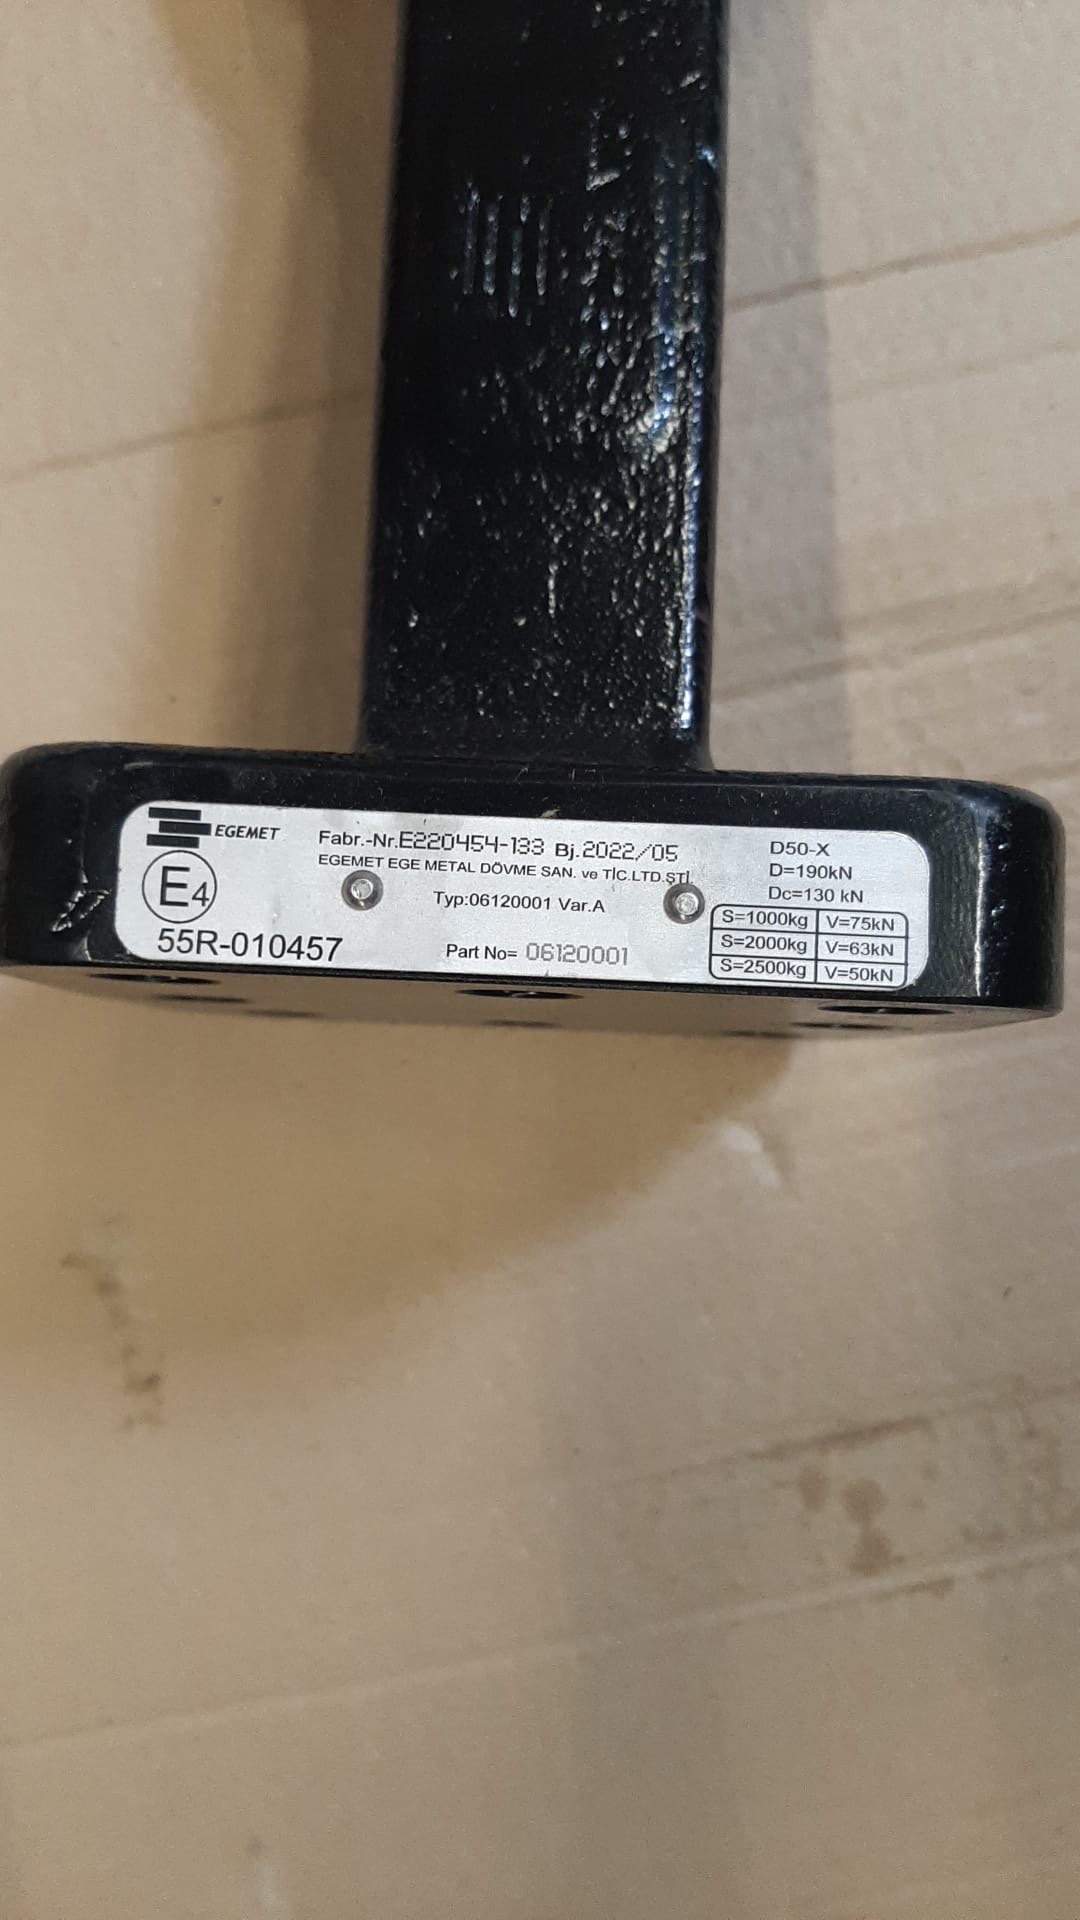 EGEMET
Fabr.-Nr.E220454-133 Bj.2022/05
EGEMET EGE METAL DÖVME SAN. ve TİC.LTD.ŞTİ.
E4
Typ:06120001 Var.A
55R-010457
Part No= 06120001
D50-X
D=190kN
Dc=130 kN
S=1000kg V=75kN
S=2000kg V=63kN
S=2500kg V=50kN